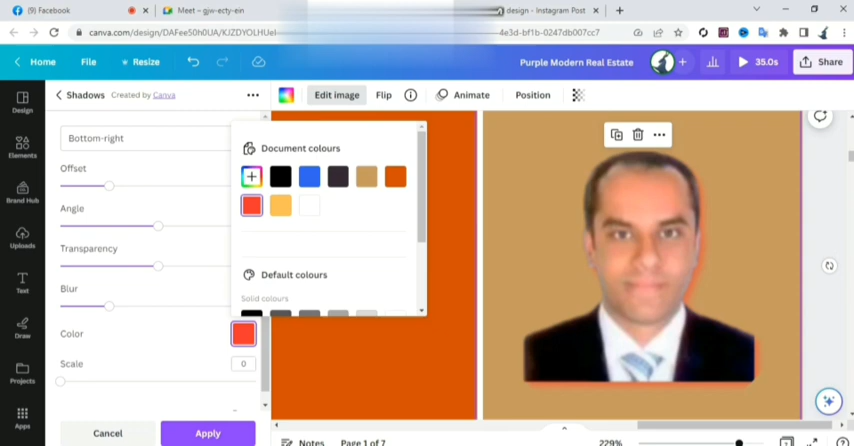 (9) Facebook
Meet – gjw-ecty-ein
design - Instagram Post
canva.com/design/DAFee50h0UA/KJZDYOLHUeI
4e3d-bf1b-0247db007cc7
Home
File
Resize
Purple Modern Real Estate
35.0s
Share
Shadows Created by Canva
Edit image
Flip
Animate
Position
Design
Elements
Brand Hub
Uploads
Text
Draw
Projects
Apps
Bottom-right
Offset
Angle
Transparency
Blur
Color
Scale
0
Cancel
Apply
Document colours
Default colours
Solid colours
Notes
Page 1 of 7
229%